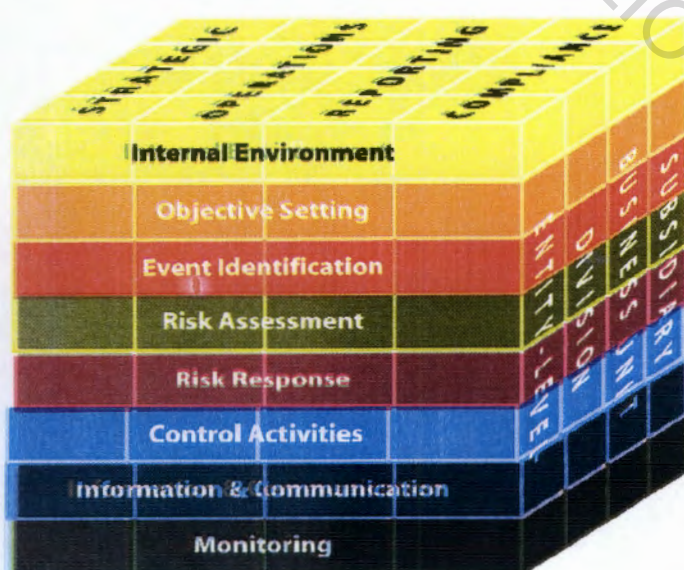 STRATEGIC
OPERATIONS
REPORTING
COMPLIANCE
Internal Environment
Objective Setting
Event Identification
Risk Assessment
Risk Response
Control Activities
Information & Communication
Monitoring
ENTITY-LEVEL
DIVISION
BUSINESS UNIT
SUBSIDIARY